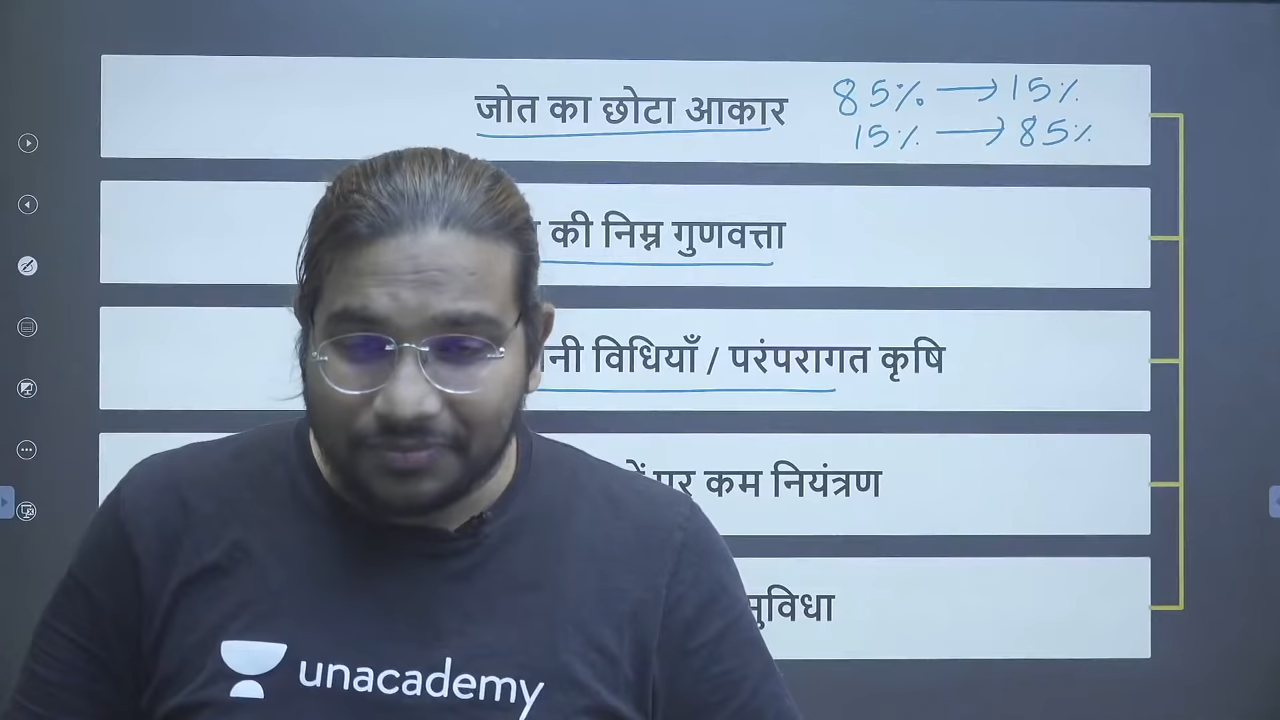 जोत का छोटा आकार 85% → 15%
15% → 85%
की निम्न गुणवत्ता
विधियाँ / परंपरागत कृषि
पर कम नियंत्रण
सुविधा
unacademy